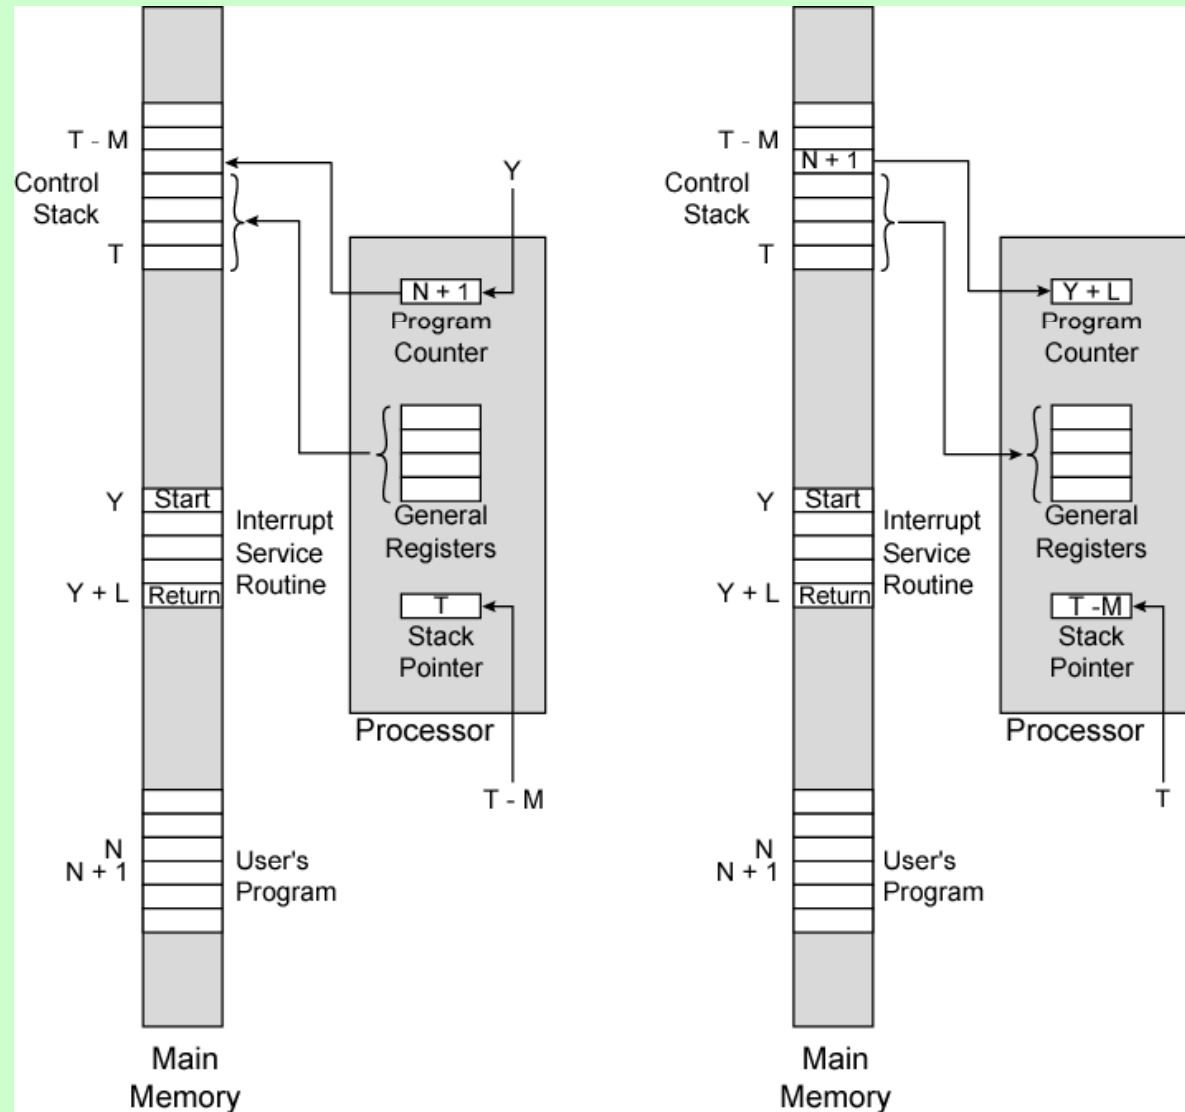 T - M
Control
Stack
T
Y
N + 1
Program
Counter
General
Registers
T
Stack
Pointer
Processor
T - M
Y
Start
Interrupt
Service
Routine
Y + L
Return
N
N + 1
User's
Program
Main
Memory
T - M
N + 1
Control
Stack
T
Y + L
Program
Counter
General
Registers
T -M
Stack
Pointer
Processor
T
Y
Start
Interrupt
Service
Routine
Y + L
Return
N
N + 1
User's
Program
Main
Memory